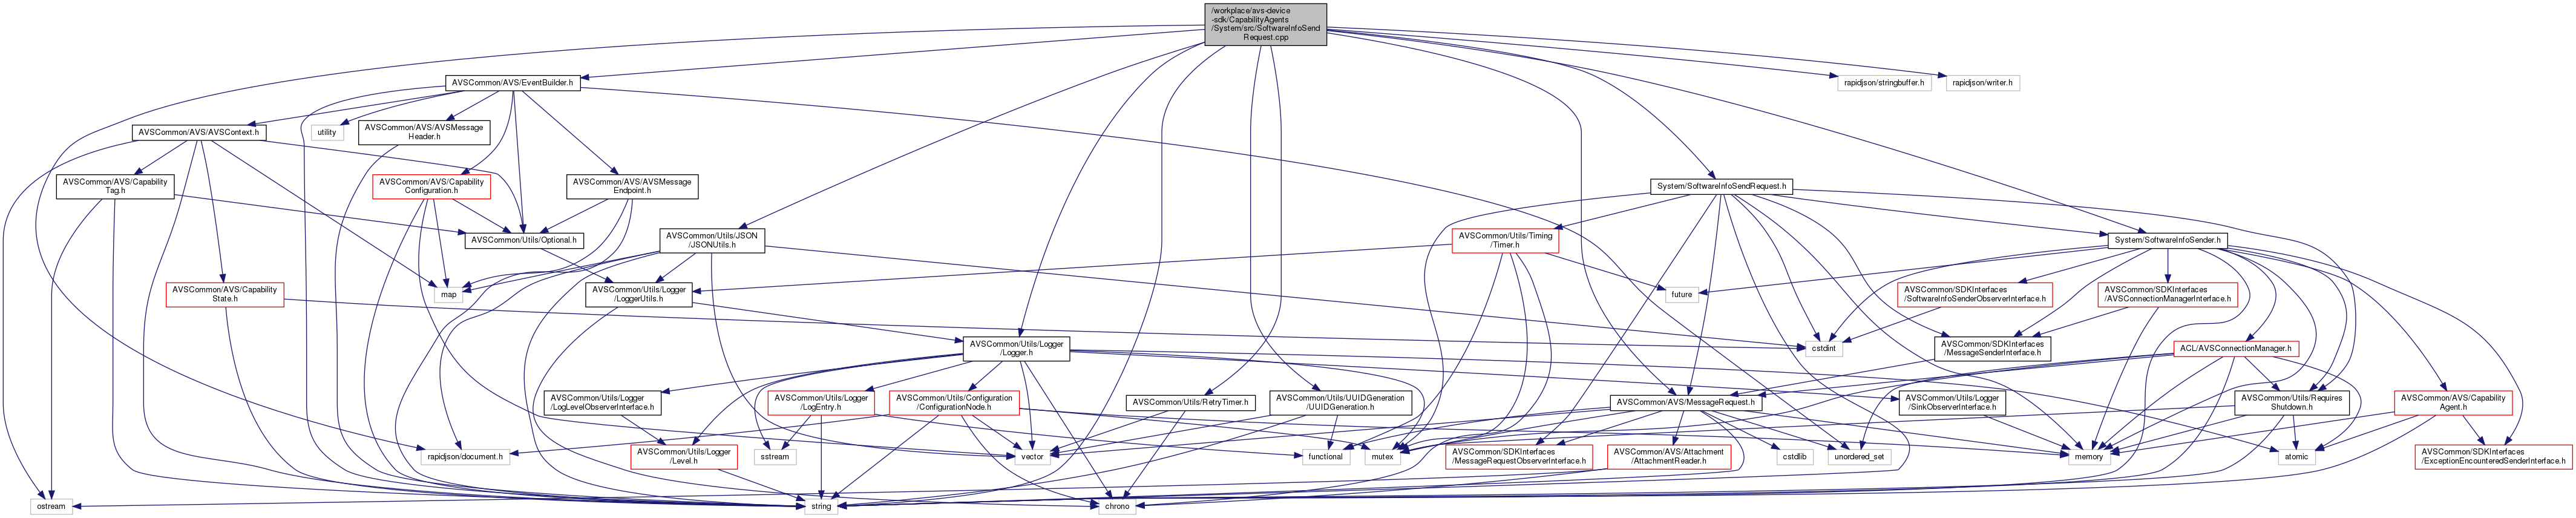 /workplace/avs-device
-sdk/CapabilityAgents
/System/src/SoftwareInfoSend
Request.cpp
AVSCommon/AVS/EventBuilder.h
rapidjson/stringbuffer.h
rapidjson/writer.h
utility
AVSCommon/AVS/AVSContext.h
AVSCommon/AVS/AVSMessage
Header.h
AVSCommon/AVS/Capability
Tag.h
AVSCommon/AVS/Capability
Configuration.h
AVSCommon/AVS/AVSMessage
Endpoint.h
System/SoftwareInfoSendRequest.h
AVSCommon/Utils/Optional.h
AVSCommon/Utils/JSON
/JSONUtils.h
AVSCommon/Utils/Timing
/Timer.h
System/SoftwareInfoSender.h
AVSCommon/AVS/Capability
State.h
map
AVSCommon/Utils/Logger
/LoggerUtils.h
future
AVSCommon/SDKInterfaces
/SoftwareInfoSenderObserverInterface.h
AVSCommon/SDKInterfaces
/AVSConnectionManagerInterface.h
AVSCommon/Utils/Logger
/Logger.h
cstdint
AVSCommon/SDKInterfaces
/MessageSenderInterface.h
ACL/AVSConnectionManager.h
AVSCommon/Utils/Logger
/LogLevelObserverInterface.h
AVSCommon/Utils/Logger
/LogEntry.h
AVSCommon/Utils/Configuration
/ConfigurationNode.h
AVSCommon/Utils/RetryTimer.h
AVSCommon/Utils/UUIDGeneration
/UUIDGeneration.h
AVSCommon/AVS/MessageRequest.h
AVSCommon/Utils/Logger
/SinkObserverInterface.h
AVSCommon/Utils/Requires
Shutdown.h
AVSCommon/AVS/Capability
Agent.h
rapidjson/document.h
AVSCommon/Utils/Logger
/Level.h
sstream
vector
functional
mutex
AVSCommon/SDKInterfaces
/MessageRequestObserverInterface.h
AVSCommon/AVS/Attachment
/AttachmentReader.h
cstdlib
unordered_set
memory
atomic
AVSCommon/SDKInterfaces
/ExceptionEncounteredSenderInterface.h
ostream
string
chrono